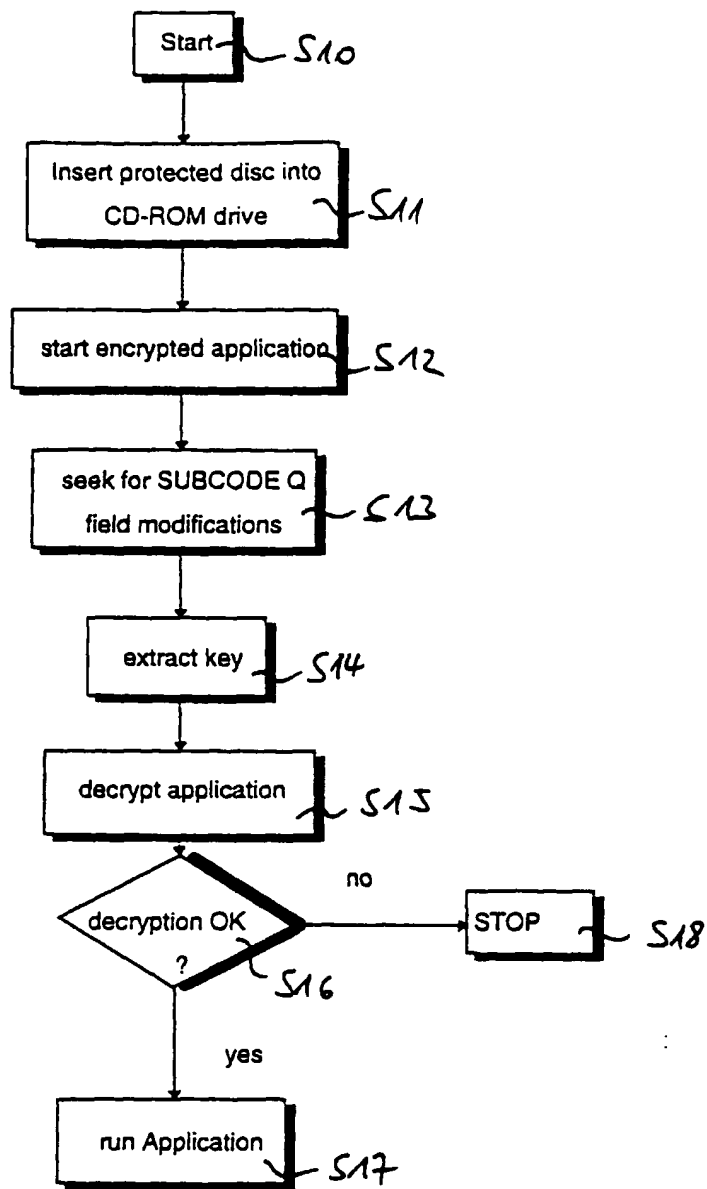 Start S10
Insert protected disc into
CD-ROM drive S11
start encrypted application S12
seek for SUBCODE Q
field modifications S13
extract key S14
decrypt application S15
no
decryption OK STOP S18
? S16
yes
run Application S17